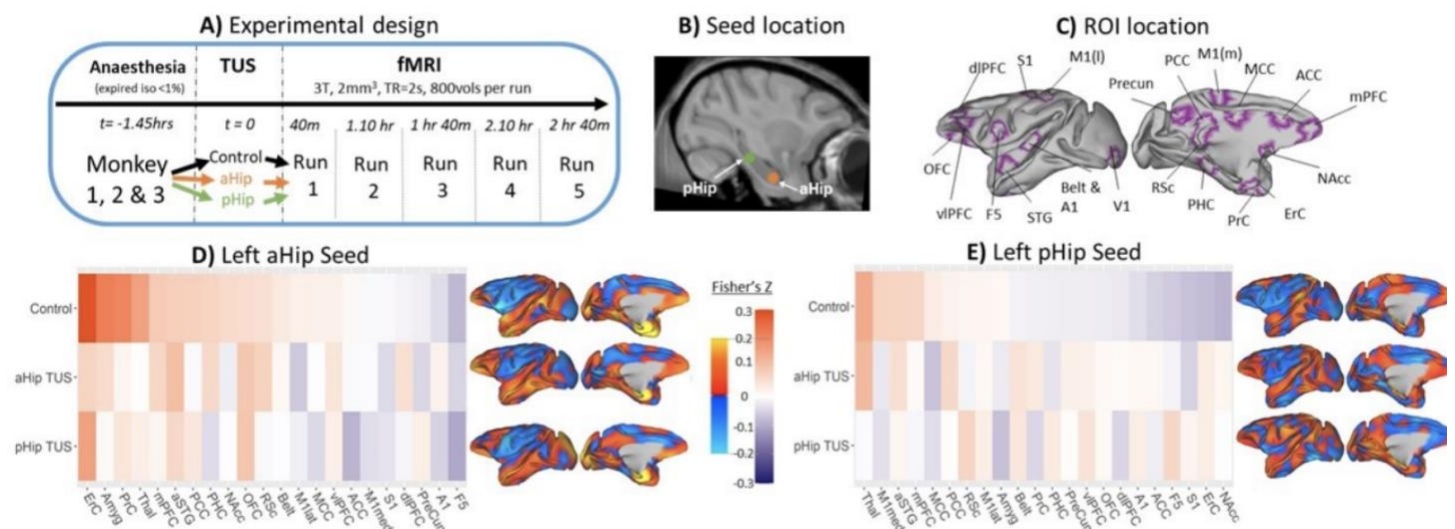 A) Experimental design
Anaesthesia
(expired iso <1%)
TUS
fMRI
3T, 2mm³, TR=2s, 800vols per run
t= -1.45hrs
t = 0
40m
1.10 hr
1 hr 40m
2.10 hr
2 hr 40m
Monkey
1, 2 & 3
Control
aHip
pHip
Run
1
Run
2
Run
3
Run
4
Run
5
B) Seed location
pHip
aHip
C) ROI location
dlPFC
S1
M1(l)
PCC
M1(m)
MCC
ACC
Precun
mPFC
OFC
vlPFC
F5
STG
Belt &
A1
V1
RSc
PHC
PrC
ErC
NAcc
D) Left aHip Seed
Control
aHip TUS
pHip TUS
ErC
Amyg
PrC
Thal
mPFC
aSTG
PCC
PHC
NAcc
OFC
RSc
Belt
M1lat
MCC
vlPFC
ACC
M1med
S1
dlPFC
PreCun
A1
F5
Fisher's Z
0.3
0.2
0.1
0
-0.1
-0.2
-0.3
E) Left pHip Seed
Control
aHip TUS
pHip TUS
Thal
M1med
aSTG
mPFC
MCC
PCC
RSc
M1lat
Amyg
Belt
PrC
PHC
PreCun
vlPFC
OFC
dlPFC
A1
ACC
F5
S1
ErC
NAcc